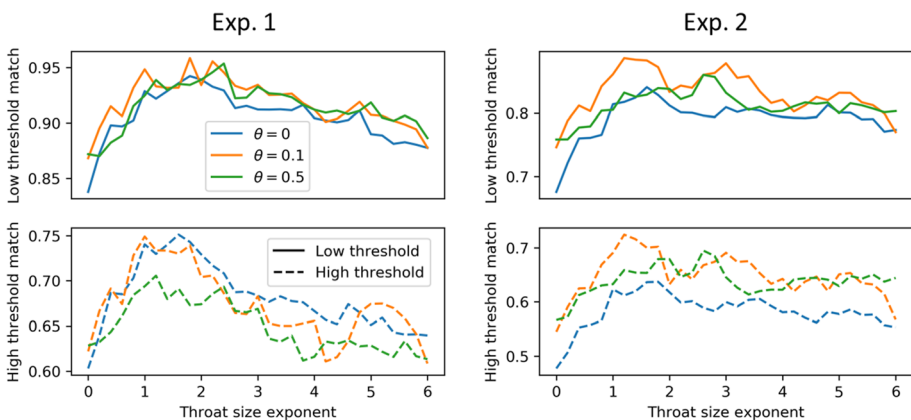 Exp. 1
Exp. 2
Low threshold match
0.95
0.90
0.85
θ = 0
θ = 0.1
θ = 0.5
Low threshold match
0.8
0.7
High threshold match
0.75
0.70
0.65
0.60
Low threshold
High threshold
0 1 2 3 4 5 6
Throat size exponent
High threshold match
0.7
0.6
0.5
0 1 2 3 4 5 6
Throat size exponent